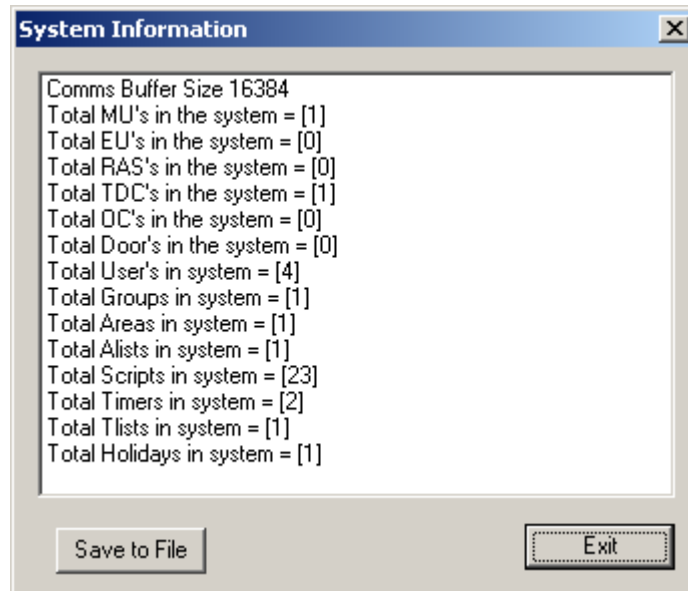 System Information
Comms Buffer Size 16384
Total MU's in the system = [1]
Total EU's in the system = [0]
Total RAS's in the system = [0]
Total TDC's in the system = [1]
Total OC's in the system = [0]
Total Door's in the system = [0]
Total User's in system = [4]
Total Groups in system = [1]
Total Areas in system = [1]
Total Alists in system = [1]
Total Scripts in system = [23]
Total Timers in system = [2]
Total Tlists in system = [1]
Total Holidays in system = [1]
Save to File
Exit